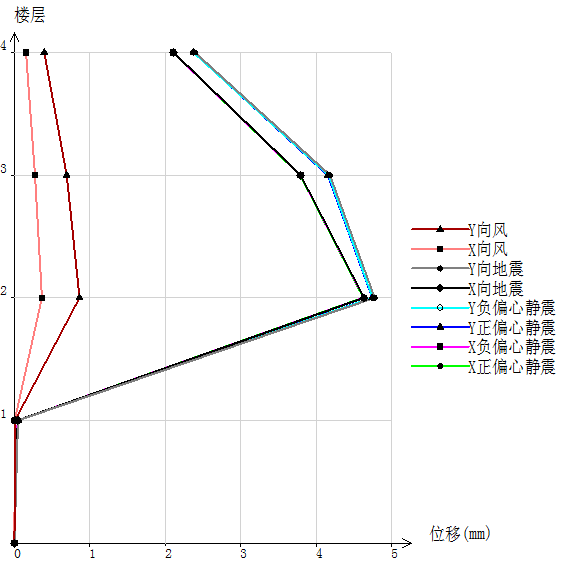 楼层
4
3
2
1
0 1 2 3 4 5
位移(mm)
Y向风
X向风
Y向地震
X向地震
Y负偏心静震
Y正偏心静震
X负偏心静震
X正偏心静震